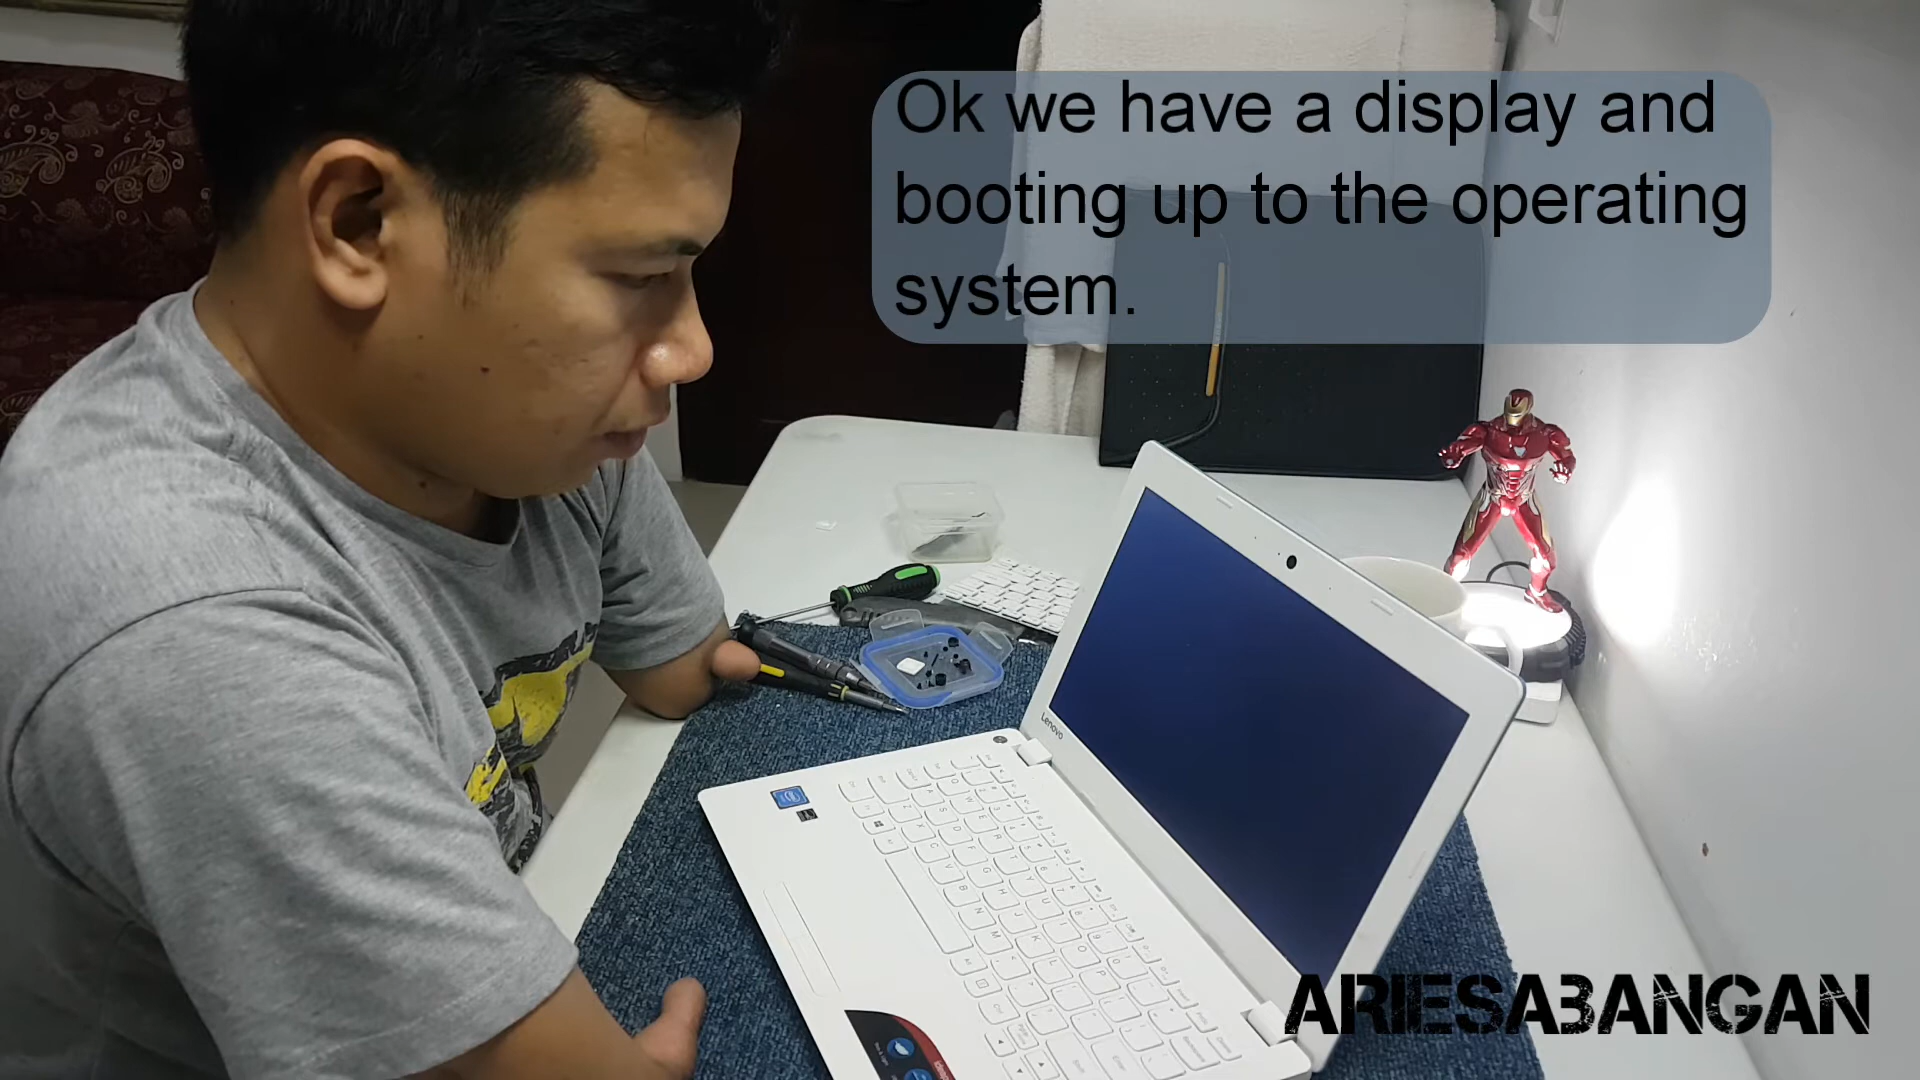 Ok we have a display and
booting up to the operating
system.
Lenovo
ARIESABANGAN